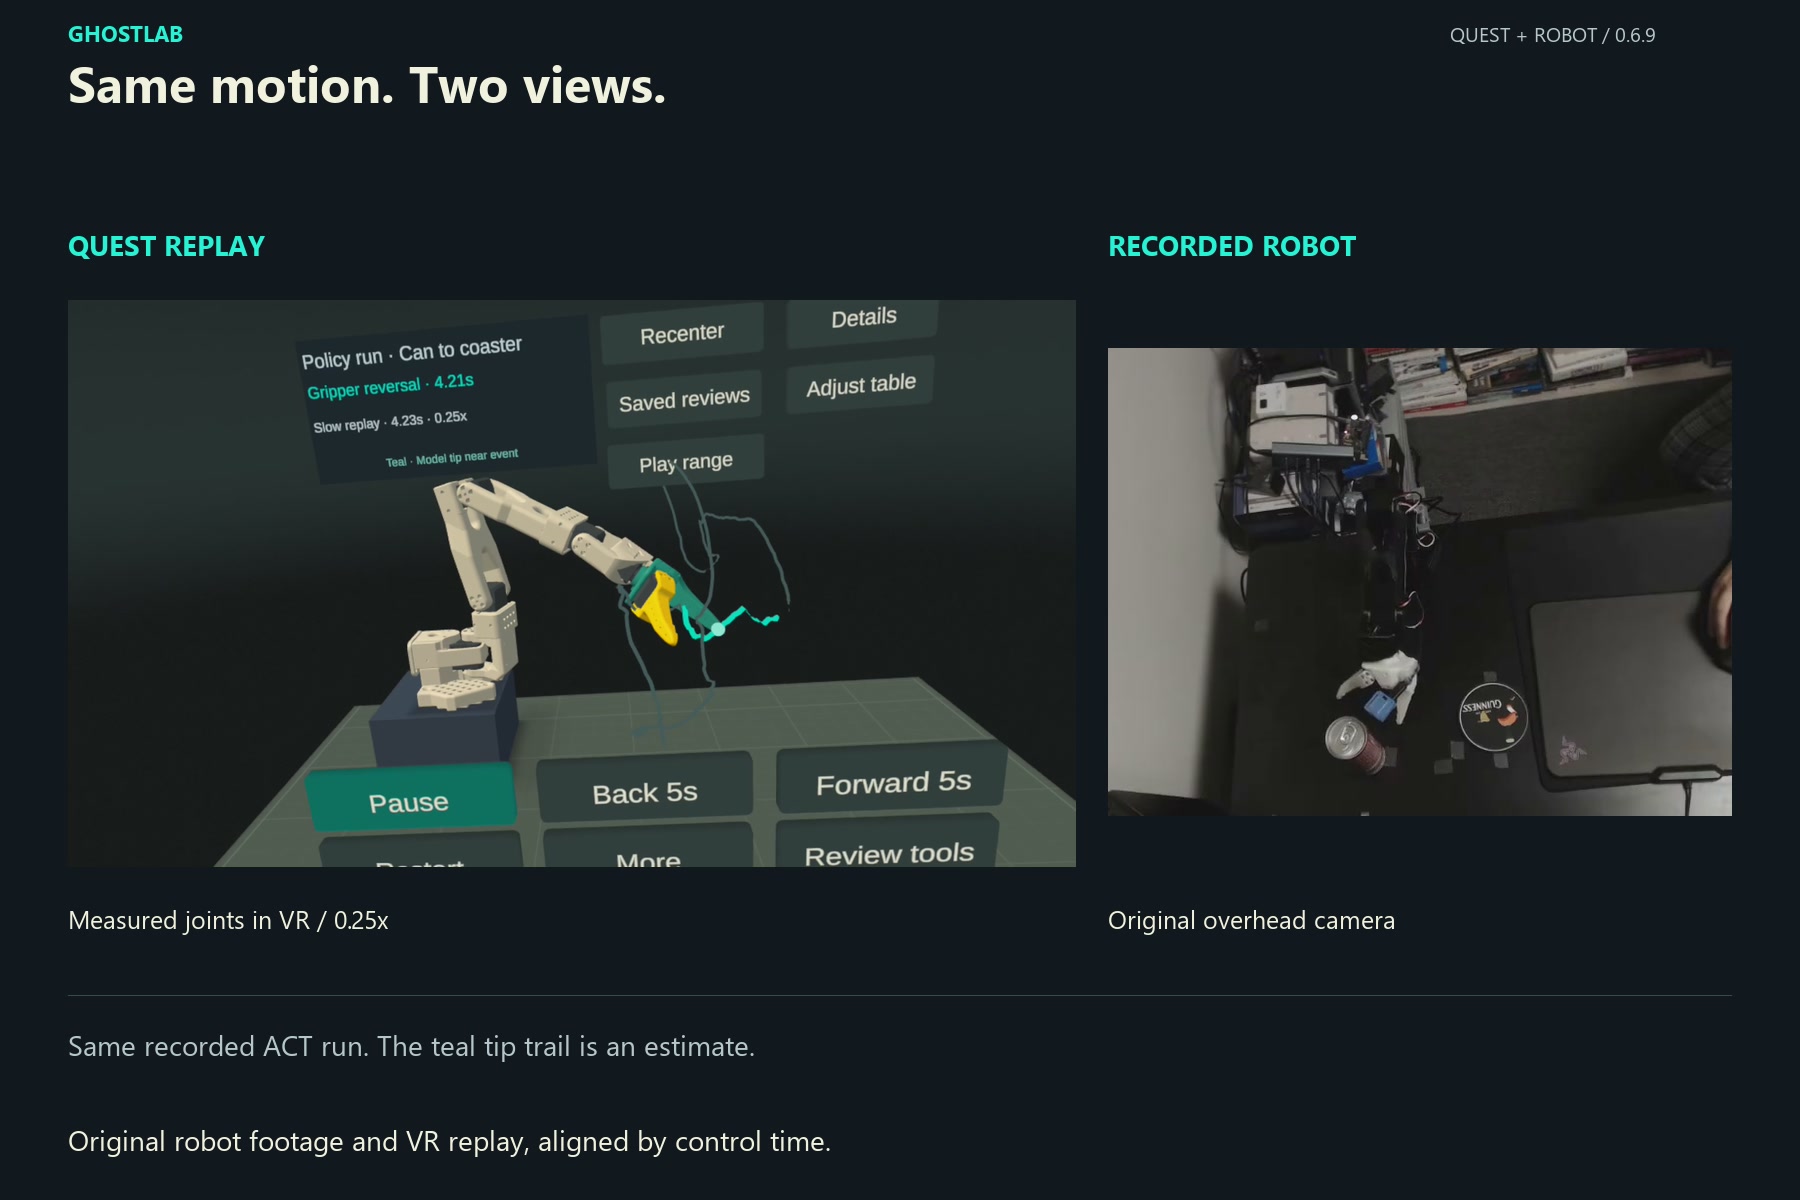 GHOSTLAB
QUEST + ROBOT / 0.6.9
Same motion. Two views.
QUEST REPLAY
RECORDED ROBOT
Policy run · Can to coaster
Gripper reversal · 4.21s
Slow replay · 4.23s · 0.25x
Teal · Model tip near event
Recenter
Details
Saved reviews
Adjust table
Play range
Pause
Back 5s
Forward 5s
Restart
More
Review tools
GUINNESS
Measured joints in VR / 0.25x
Original overhead camera
Same recorded ACT run. The teal tip trail is an estimate.
Original robot footage and VR replay, aligned by control time.